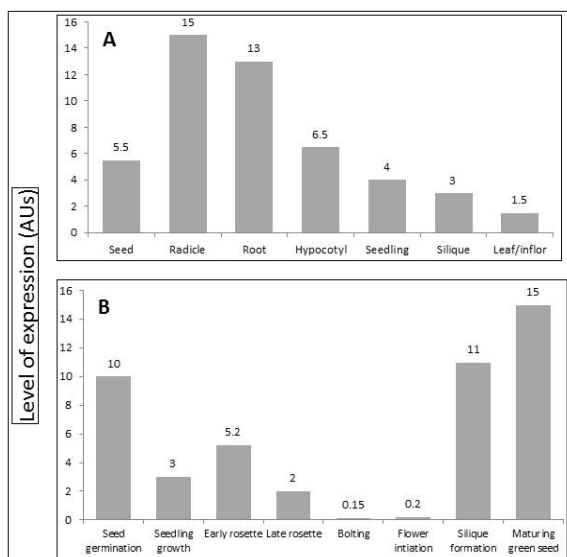 Level of expression (AUs)
A
16
14
12
10
8
6
4
2
0
5.5
15
13
6.5
4
3
1.5
Seed Radicle Root Hypocotyl Seedling Silique Leaf/inflor
B
16
14
12
10
8
6
4
2
0
10
3
5.2
2
0.15
0.2
11
15
Seed germination
Seedling growth
Early rosette
Late rosette
Bolting
Flower intiation
Silique formation
Maturing green seed